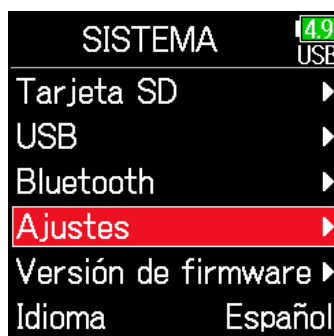 SISTEMA
4.9
USB
Tarjeta SD
USB
Bluetooth
Ajustes
Versión de firmware
Idioma Español